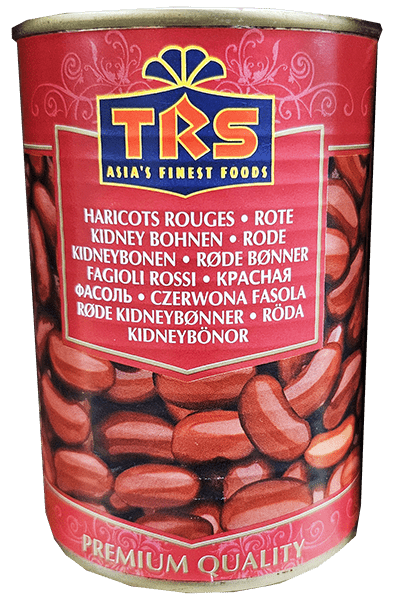 TRS
ASIA'S FINEST FOODS
HARICOTS ROUGES • ROTE
KIDNEY BOHNEN • RODE
KIDNEYBONEN • RØDE BØNNER
FAGIOLI ROSSI • КРАСНАЯ
ФАСОЛЬ • CZERWONA FASOLA
RØDE KIDNEYBØNNER • RÖDA
KIDNEYBÖNOR
PREMIUM QUALITY